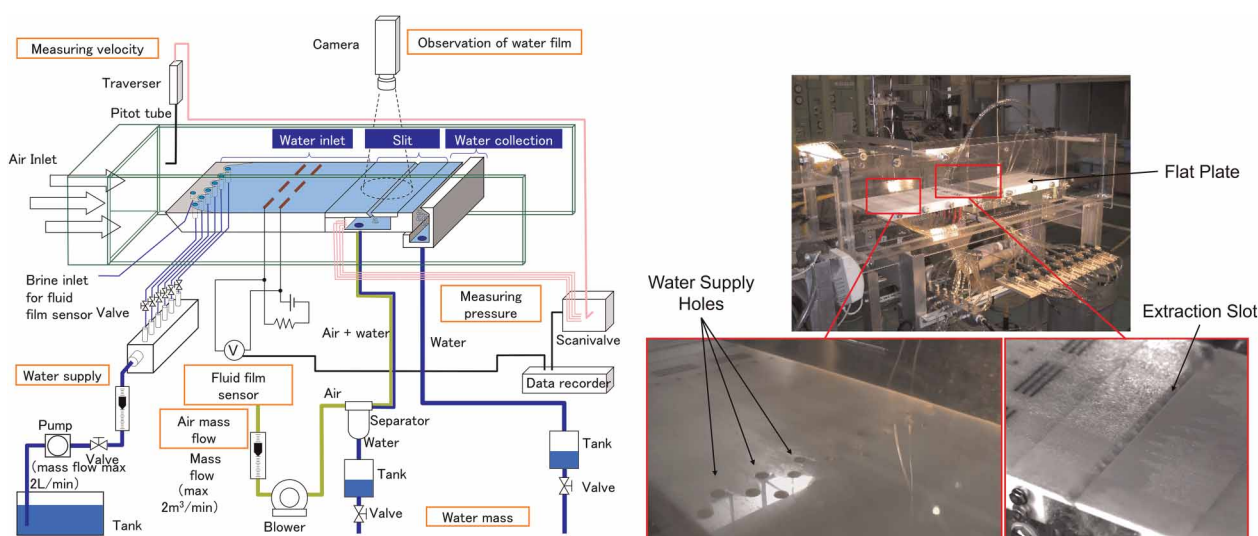 Camera
Observation of water film
Measuring velocity
Traverser
Pitot tube
Air Inlet
Water inlet
Slit
Water collection
Brine inlet
for fluid
film sensor
Valve
Measuring
pressure
Air + water
Water
Scanivalve
V
Data recorder
Water supply
Fluid film
sensor
Air
Air mass
flow
Separator
Water
Pump
Valve
(mass flow max
2L/min)
Mass
flow
(max
2m³/min)
Tank
Tank
Tank
Valve
Valve
Blower
Water mass
Flat Plate
Water Supply
Holes
Extraction Slot